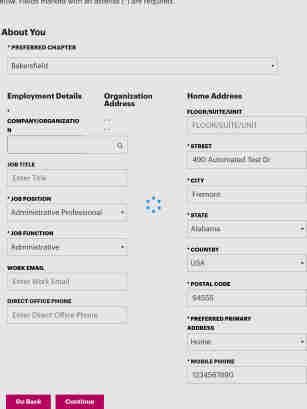 below. Fields marked with an asterisk (*) are required.
About You
* PREFERRED CHAPTER
Bakersfield
Employment Details
*
COMPANY/ORGANIZATIO
N
JOB TITLE
Enter Title
* JOB POSITION
Administrative Professional
* JOB FUNCTION
Administrative
WORK EMAIL
Enter Work Email
DIRECT OFFICE PHONE
Enter Direct Office Phone
Organization
Address
- -
- -
Home Address
FLOOR/SUITE/UNIT
FLOOR/SUITE/UNIT
* STREET
490 Automated Test Dr
* CITY
Fremont
* STATE
Alabama
* COUNTRY
USA
* POSTAL CODE
94555
* PREFERRED PRIMARY
ADDRESS
Home
* MOBILE PHONE
1234567890
Go Back
Continue